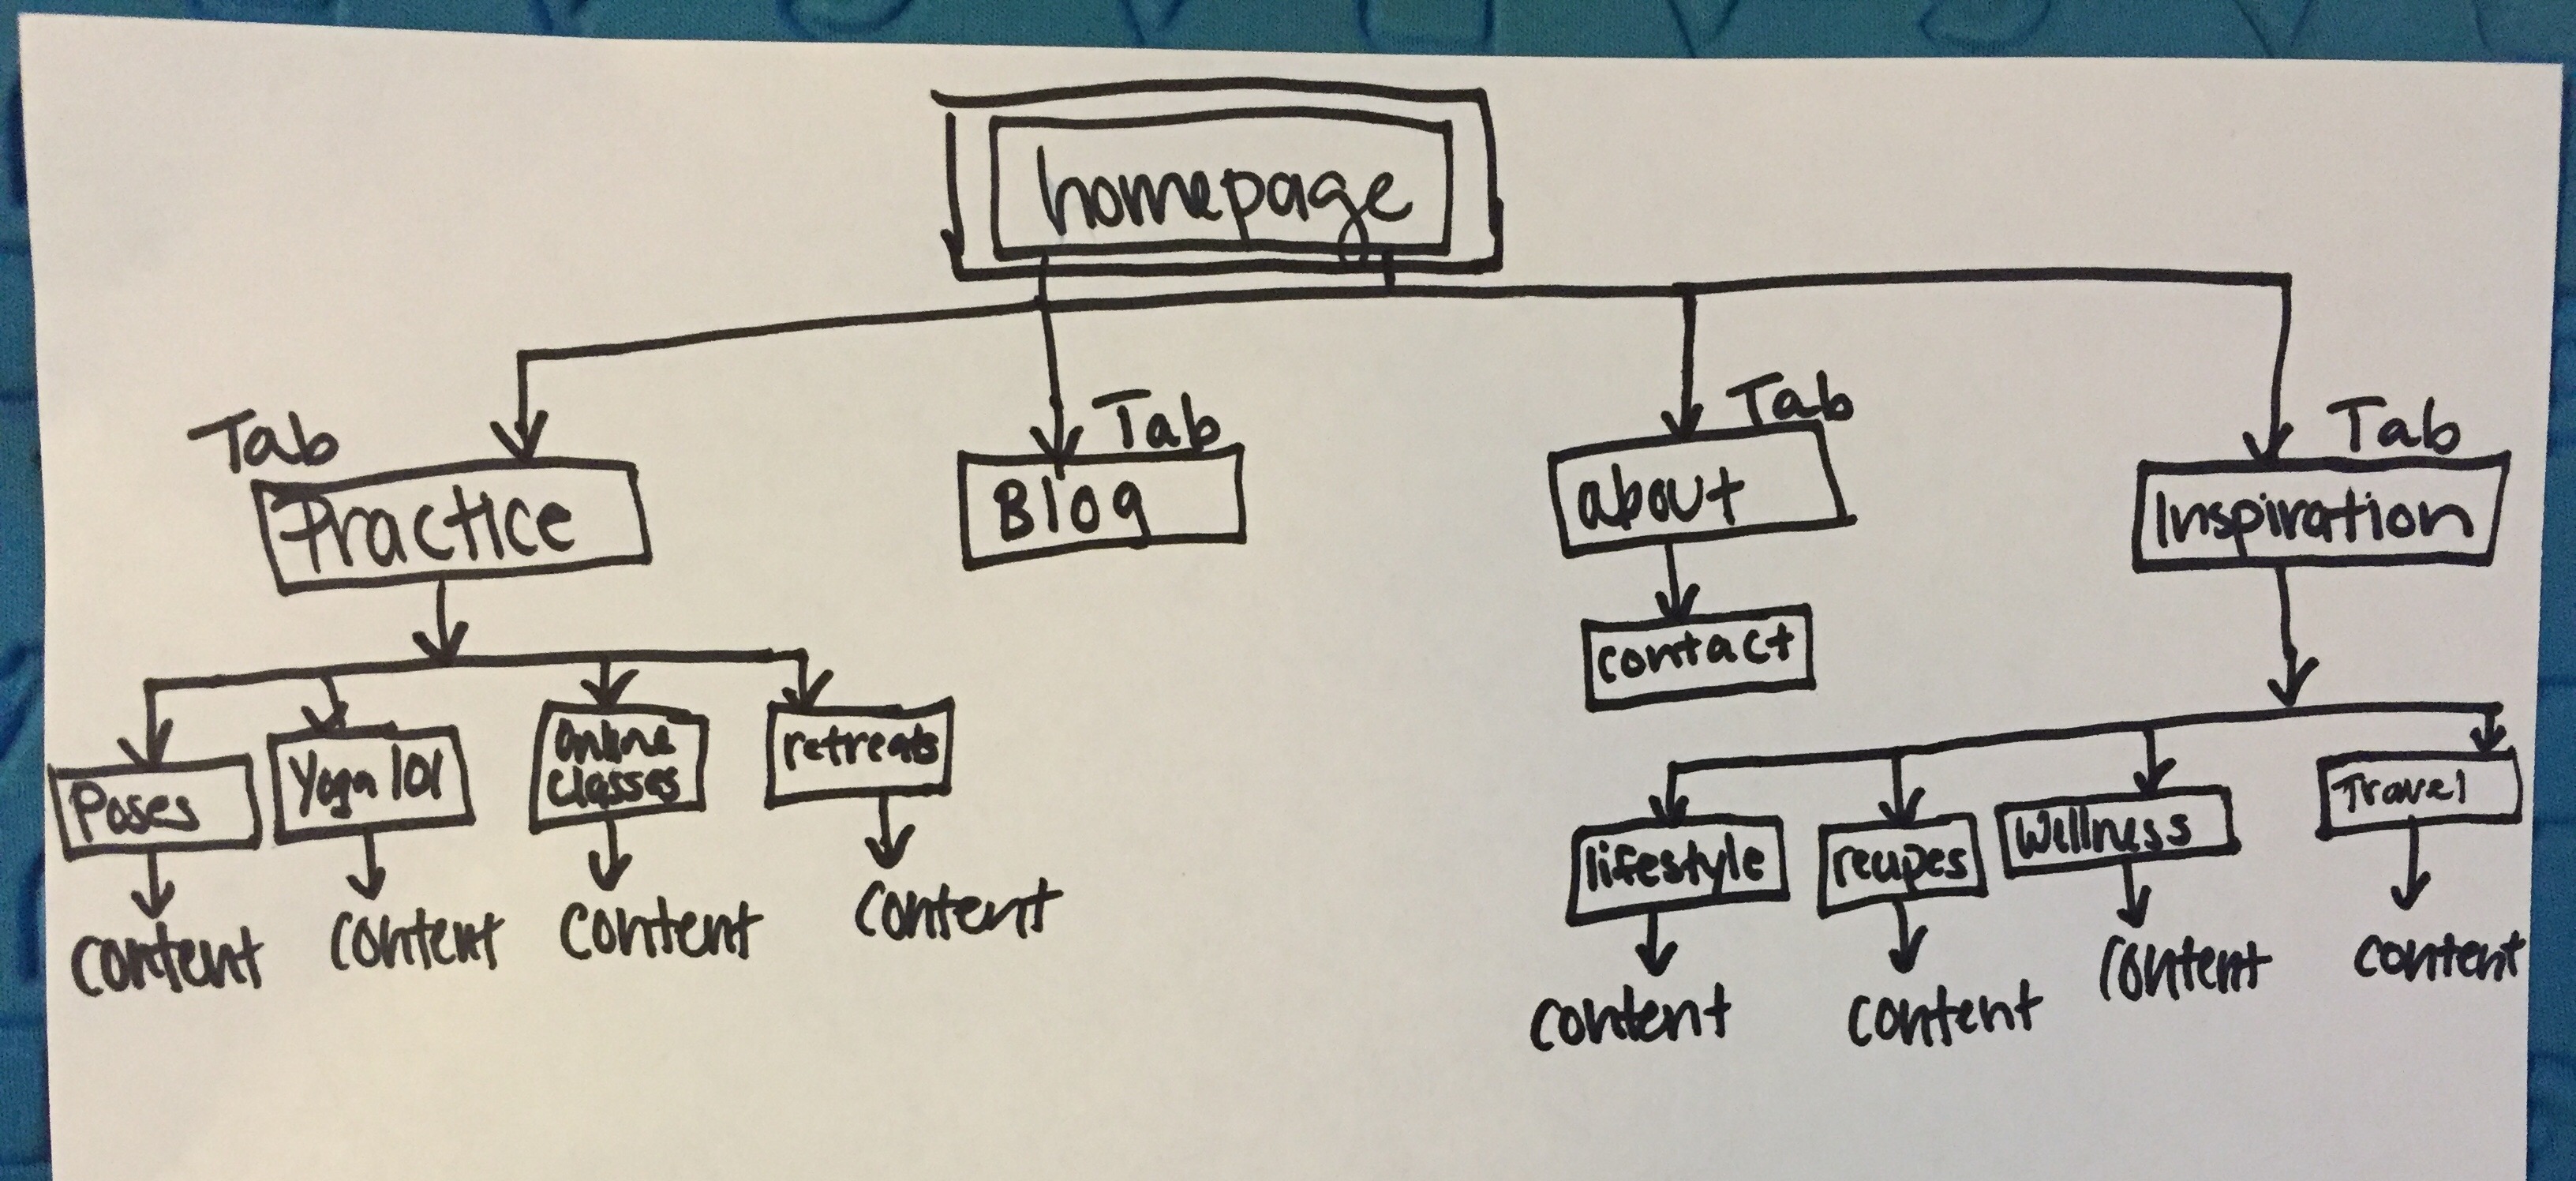 homepage
Tab
Tab
Tab
Tab
Practice
Blog
about
Inspiration
contact
Poses
Yoga 101
Online
classes
retreats
lifestyle
recipes
Wellness
Travel
content
content
content
content
content
content
content
content